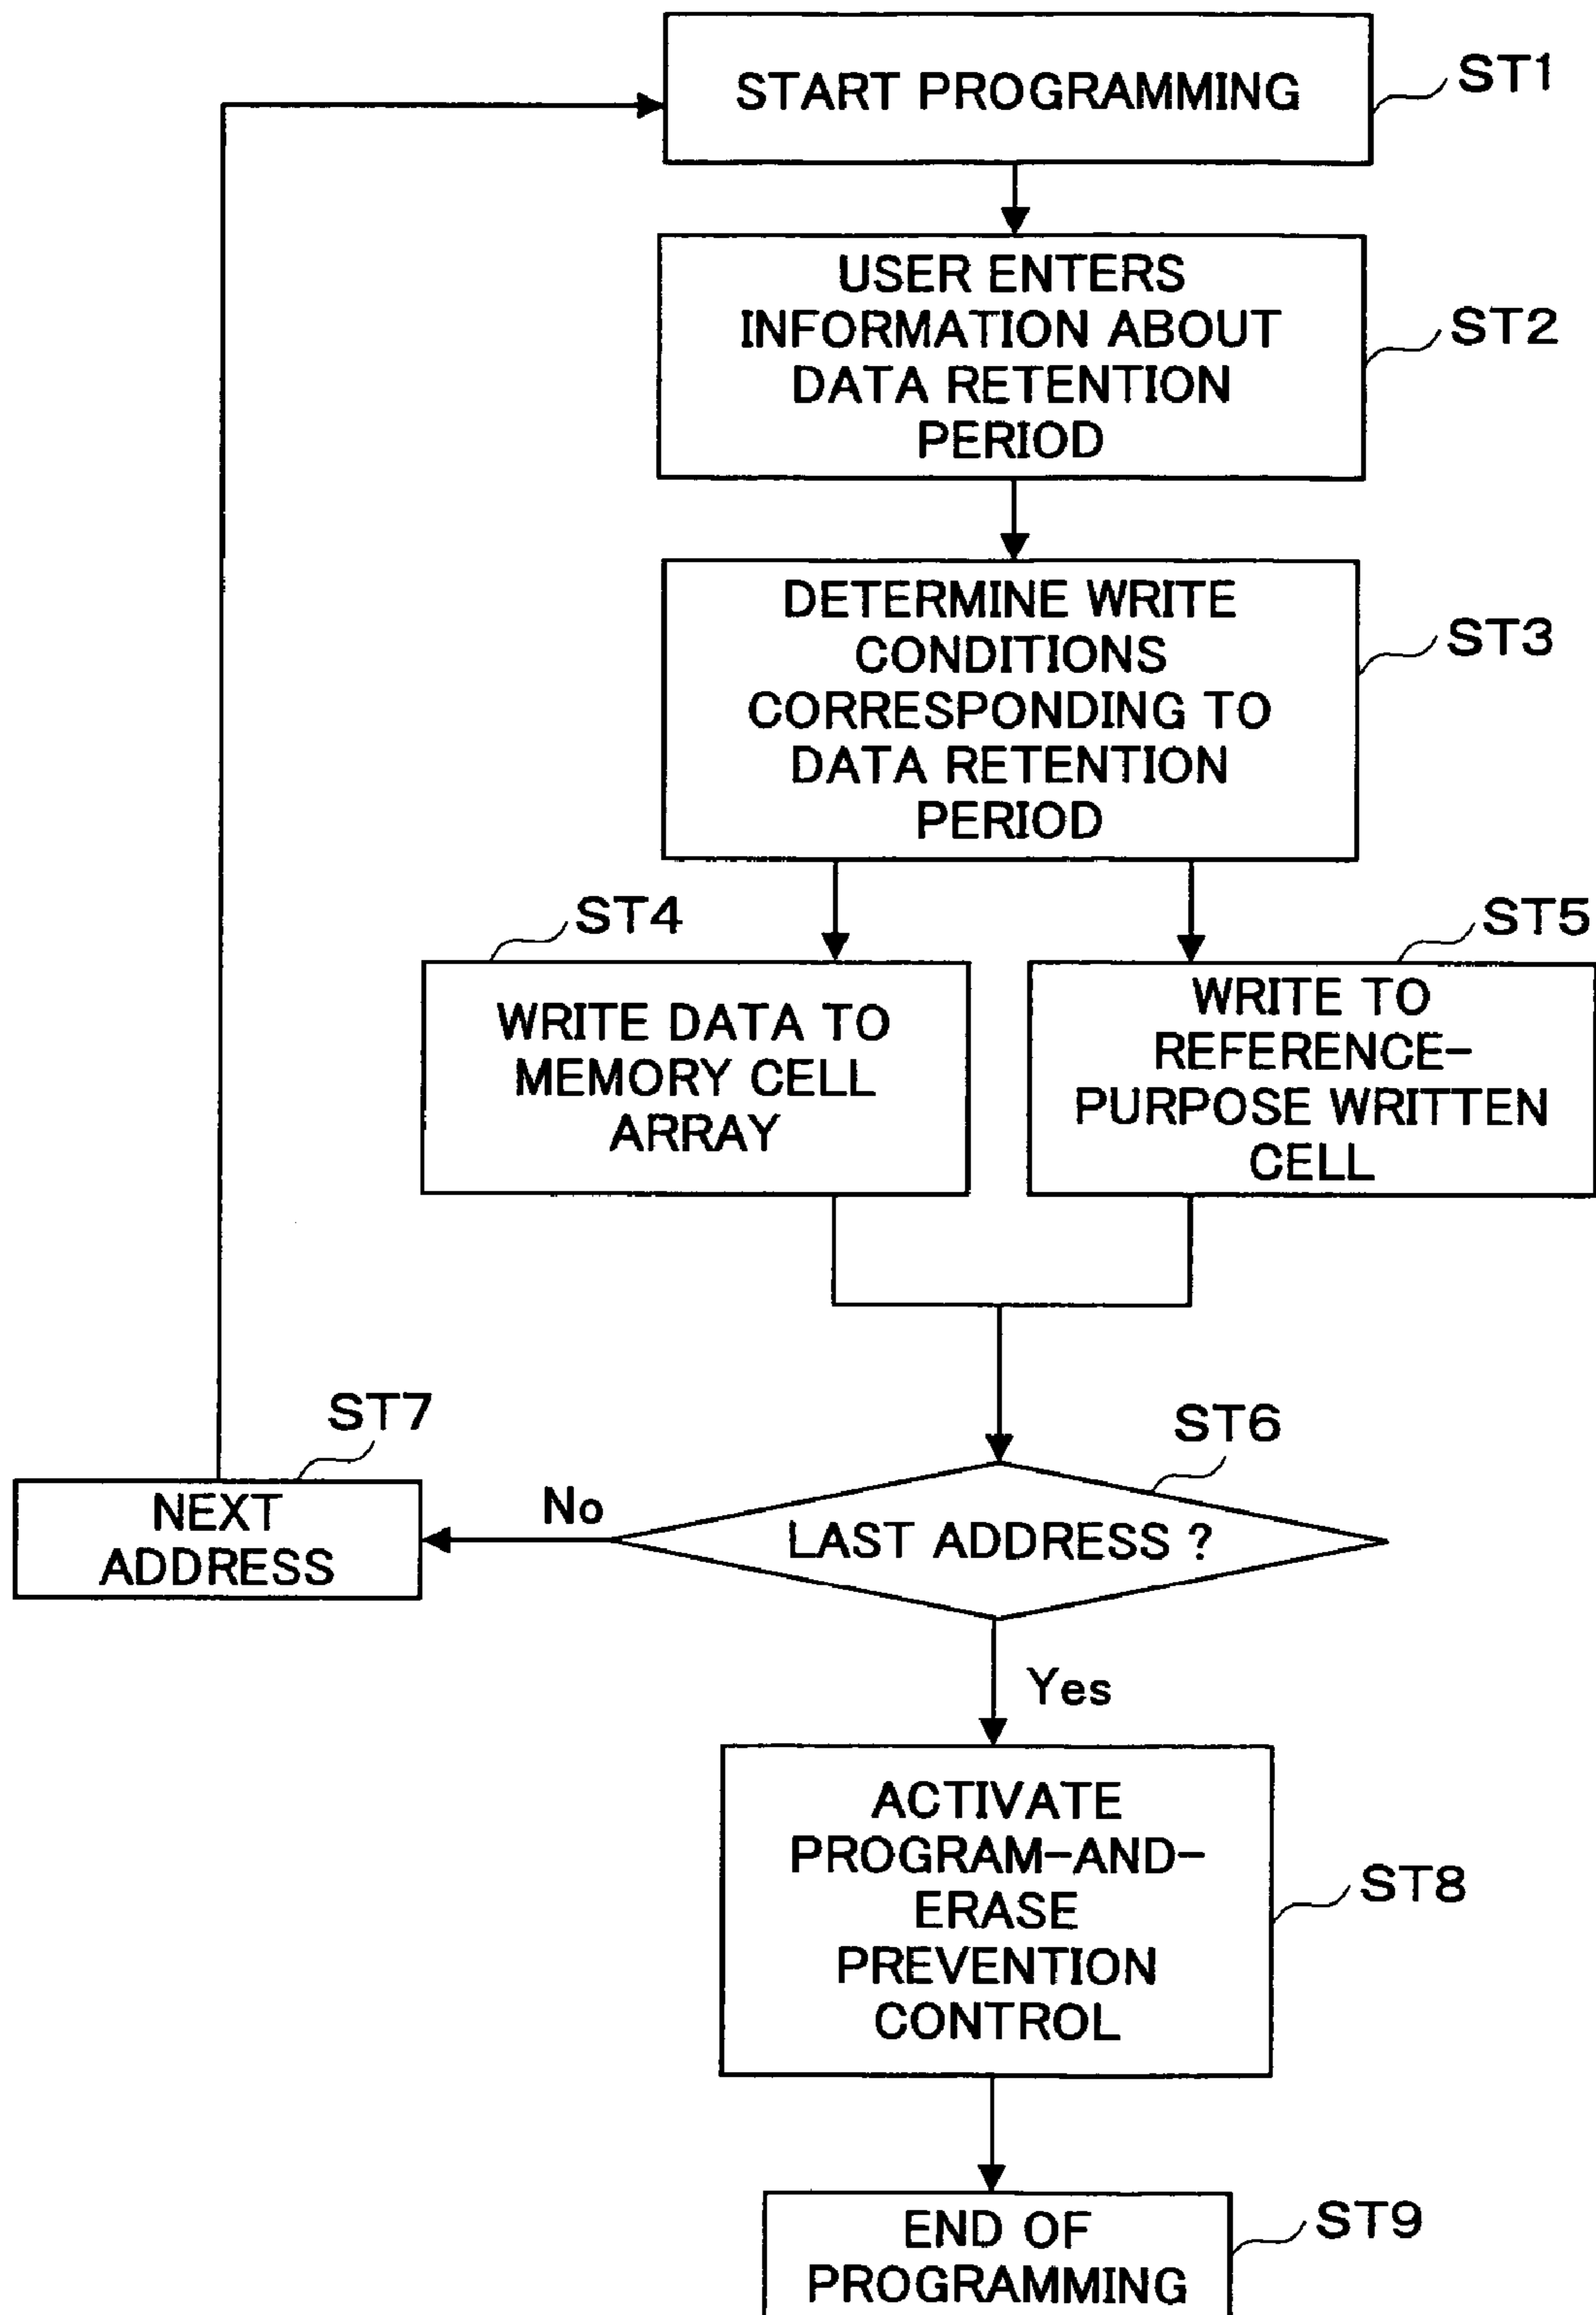 START PROGRAMMING
ST1
USER ENTERS
INFORMATION ABOUT
DATA RETENTION
PERIOD
ST2
DETERMINE WRITE
CONDITIONS
CORRESPONDING TO
DATA RETENTION
PERIOD
ST3
ST4
WRITE DATA TO
MEMORY CELL
ARRAY
ST5
WRITE TO
REFERENCE-
PURPOSE WRITTEN
CELL
ST6
LAST ADDRESS ?
No
ST7
NEXT
ADDRESS
Yes
ACTIVATE
PROGRAM-AND-
ERASE
PREVENTION
CONTROL
ST8
END OF
PROGRAMMING
ST9